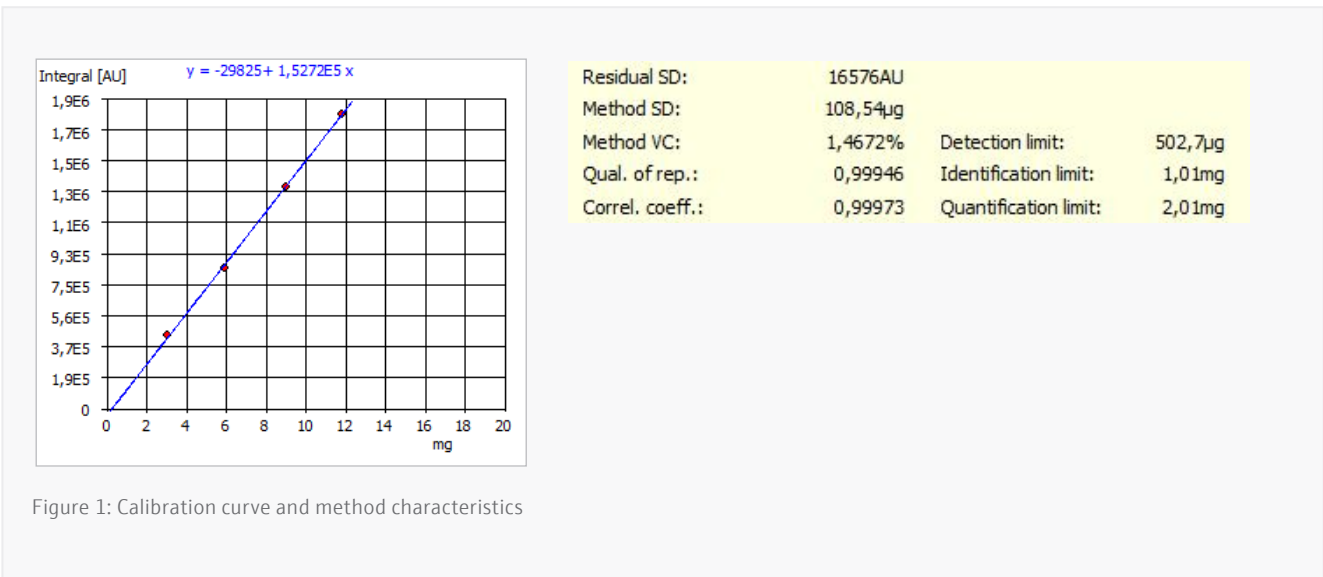 Integral [AU] y = -29825+ 1,5272E5 x
1,9E6
1,7E6
1,5E6
1,3E6
1,1E6
9,3E5
7,5E5
5,6E5
3,7E5
1,9E5
0
0 2 4 6 8 10 12 14 16 18 20
mg
Residual SD: 16576AU
Method SD: 108,54µg
Method VC: 1,4672% Detection limit: 502,7µg
Qual. of rep.: 0,99946 Identification limit: 1,01mg
Correl. coeff.: 0,99973 Quantification limit: 2,01mg
Figure 1: Calibration curve and method characteristics